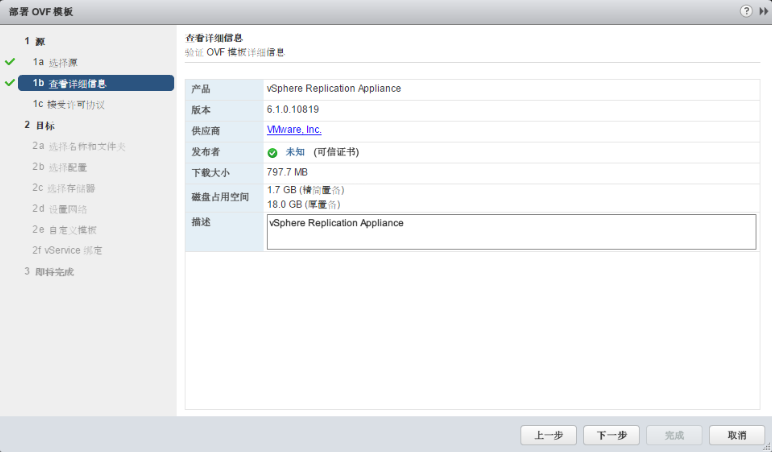 部署 OVF 模板
1 源
1a 选择源
1b 查看详细信息
1c 接受许可协议
2 目标
2a 选择名称和文件夹
2b 选择配置
2c 选择存储器
2d 设置网络
2e 自定义模板
2f vService 绑定
3 即将完成
查看详细信息
验证 OVF 模板详细信息
产品 vSphere Replication Appliance
版本 6.1.0.10819
供应商 VMware, Inc.
发布者 未知 (可信证书)
下载大小 797.7 MB
磁盘占用空间 1.7 GB (精简置备)
18.0 GB (厚置备)
描述 vSphere Replication Appliance
上一步 下一步 完成 取消